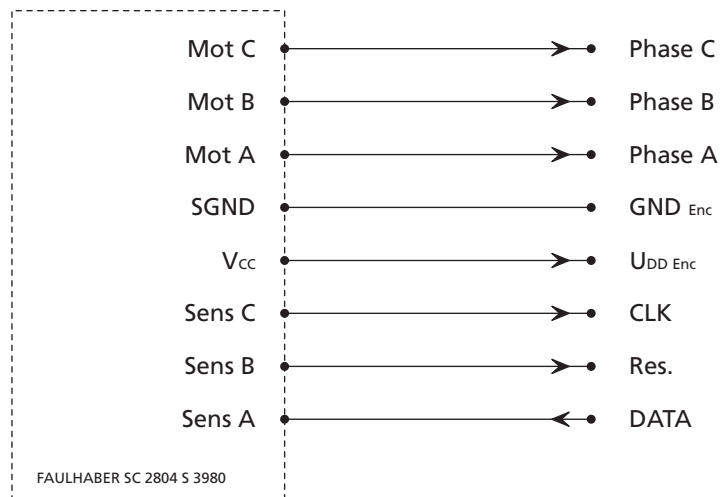 Mot C Phase C
Mot B Phase B
Mot A Phase A
SGND GND Enc
VCC UDD Enc
Sens C CLK
Sens B Res.
Sens A DATA
FAULHABER SC 2804 S 3980